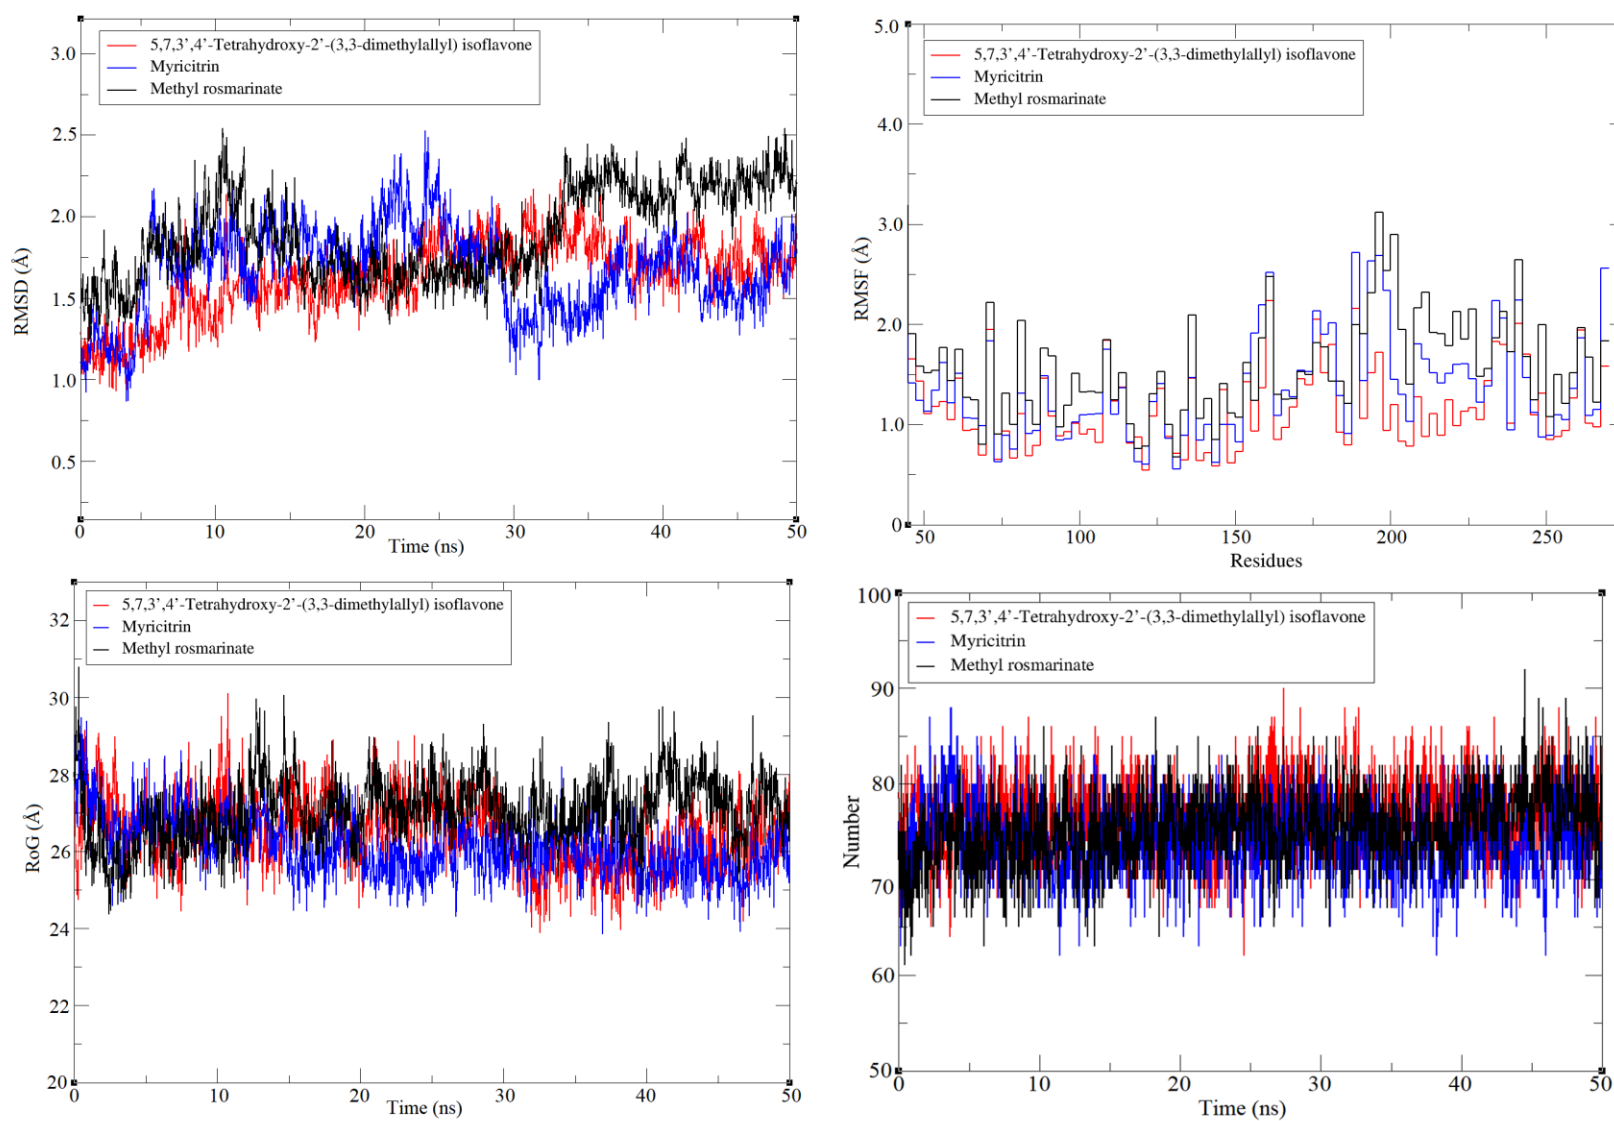 5,7,3',4'-Tetrahydroxy-2'-(3,3-dimethylallyl) isoflavone
Myricitrin
Methyl rosmarinate
3.0
2.5
2.0
1.5
1.0
0.5
RMSD (Å)
0
10
20
30
40
50
Time (ns)
5,7,3',4'-Tetrahydroxy-2'-(3,3-dimethylallyl) isoflavone
Myricitrin
Methyl rosmarinate
5.0
4.0
3.0
2.0
1.0
0
RMSF (Å)
50
100
150
200
250
Residues
5,7,3',4'-Tetrahydroxy-2'-(3,3-dimethylallyl) isoflavone
Myricitrin
Methyl rosmarinate
32
30
28
26
24
22
20
RoG (Å)
0
10
20
30
40
50
Time (ns)
5,7,3',4'-Tetrahydroxy-2'-(3,3-dimethylallyl) isoflavone
Myricitrin
Methyl rosmarinate
100
90
80
70
60
50
Number
0
10
20
30
40
50
Time (ns)